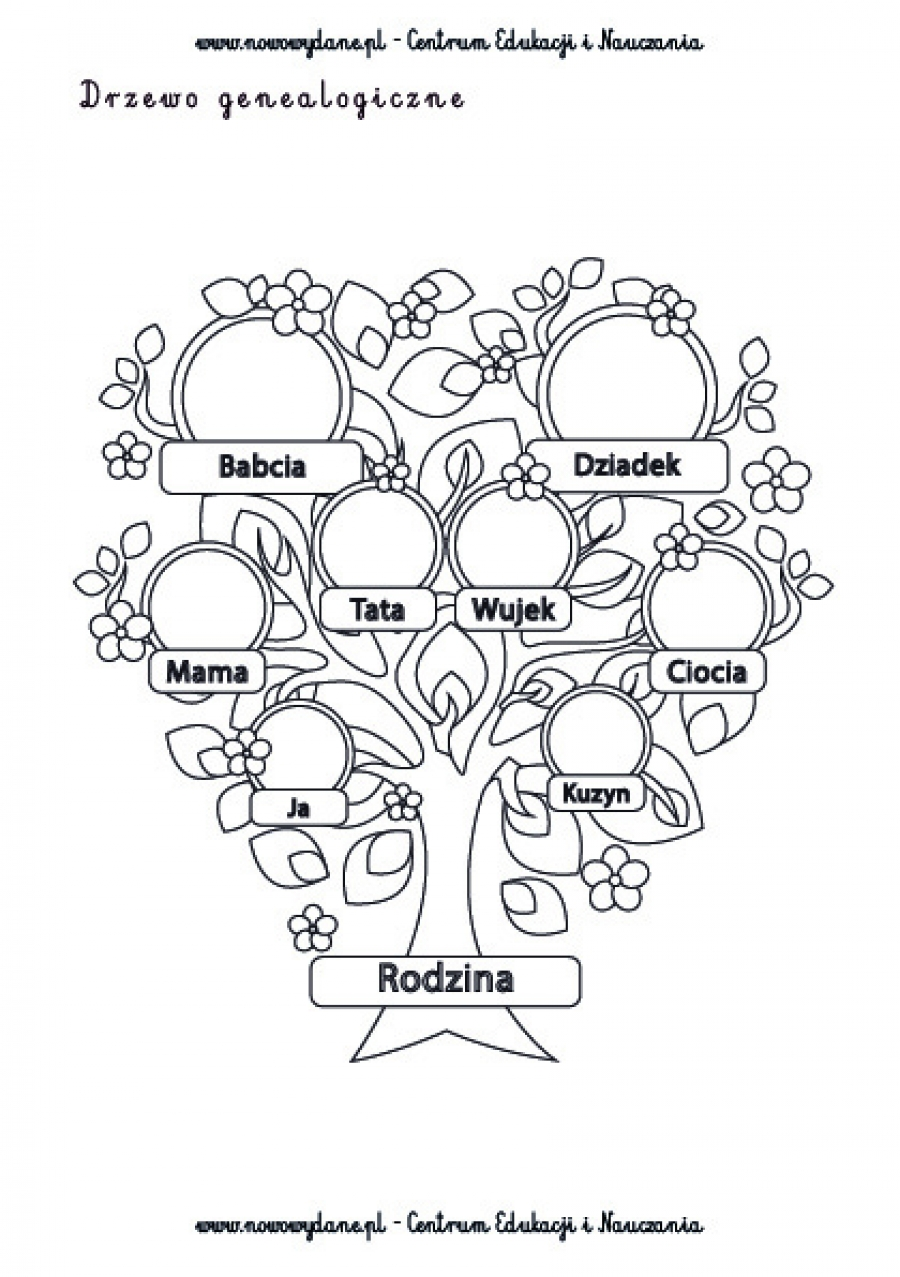 www.nowowydane.pl - Centrum Edukacji i Nauczania
Drzewo genealogiczne
Babcia
Dziadek
Tata
Wujek
Mama
Ciocia
Ja
Kuzyn
Rodzina
www.nowowydane.pl - Centrum Edukacji i Nauczania